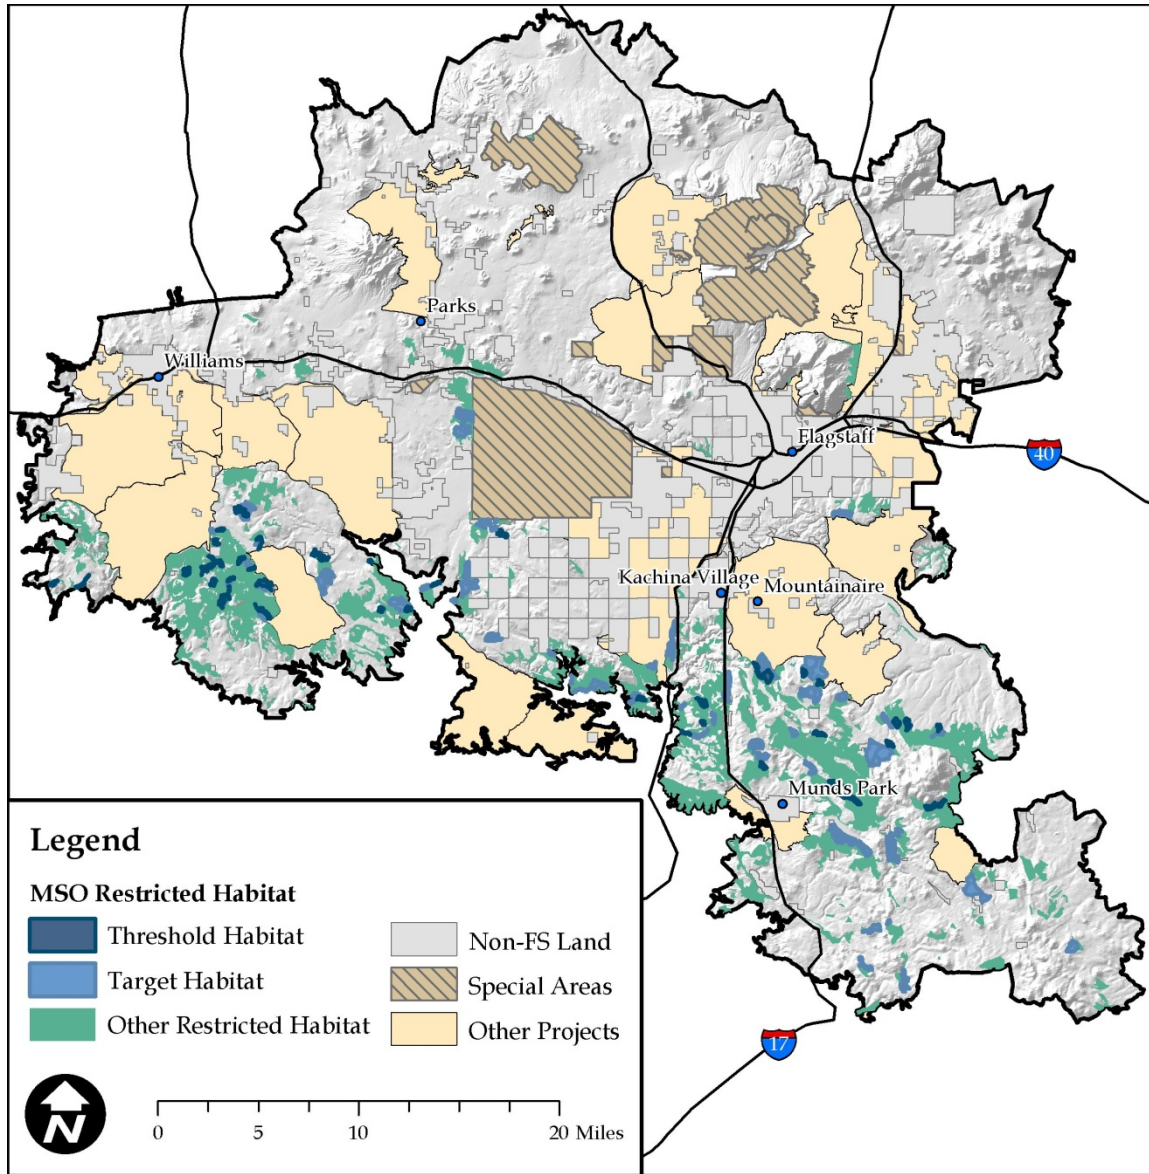 Parks
Williams
Flagstaff
40
Kachina Village
Mountainaire
Munds Park
Legend
MSO Restricted Habitat
Threshold Habitat
Target Habitat
Other Restricted Habitat
Non-FS Land
Special Areas
Other Projects
17
N
0 5 10 20 Miles